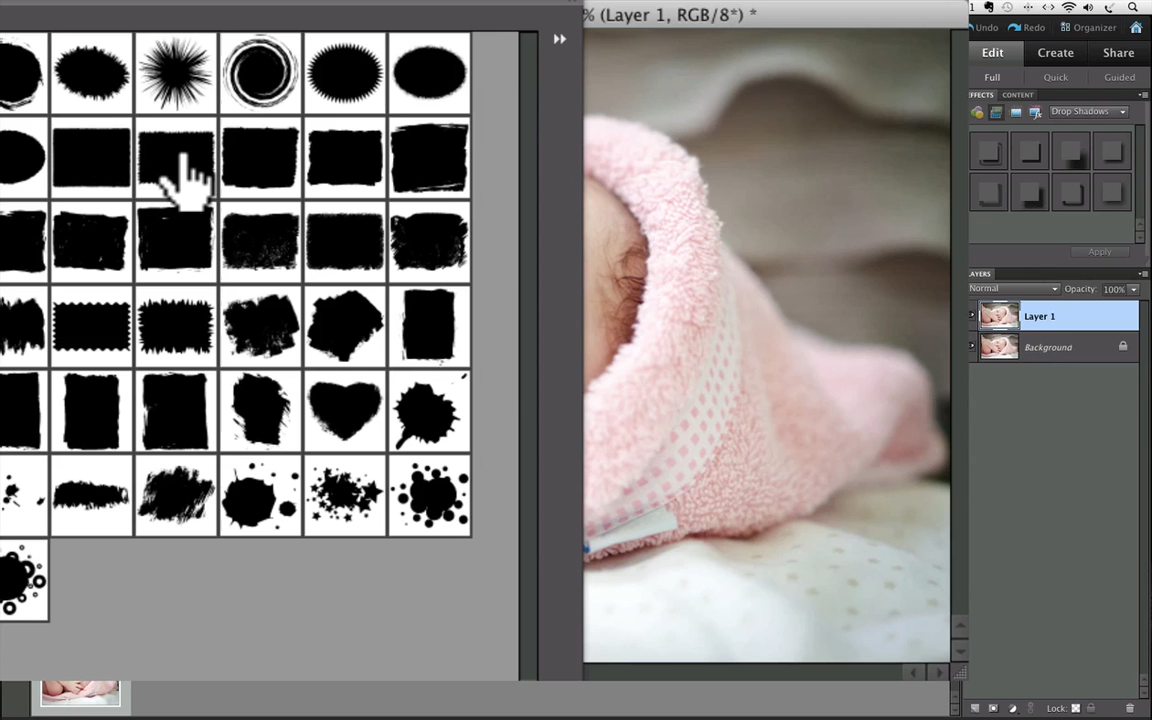 % (Layer 1, RGB/8*) *
1
Undo
Redo
Organizer
Edit
Create
Share
Full
Quick
Guided
EFFECTS
CONTENT
Drop Shadows
Apply
LAYERS
Normal
Opacity: 100%
Layer 1
Background
Lock: